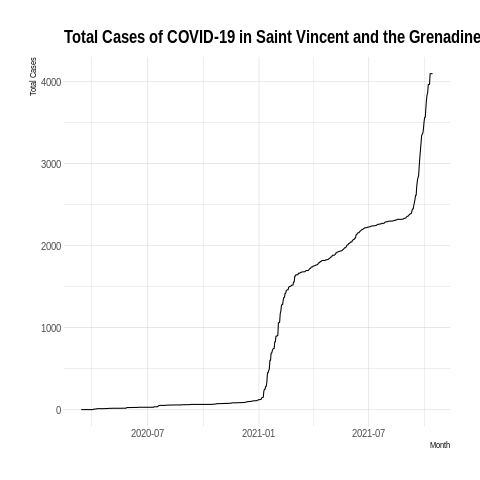 Total Cases of COVID-19 in Saint Vincent and the Grenadine
Total Cases
4000
3000
2000
1000
0
2020-07
2021-01
2021-07
Month